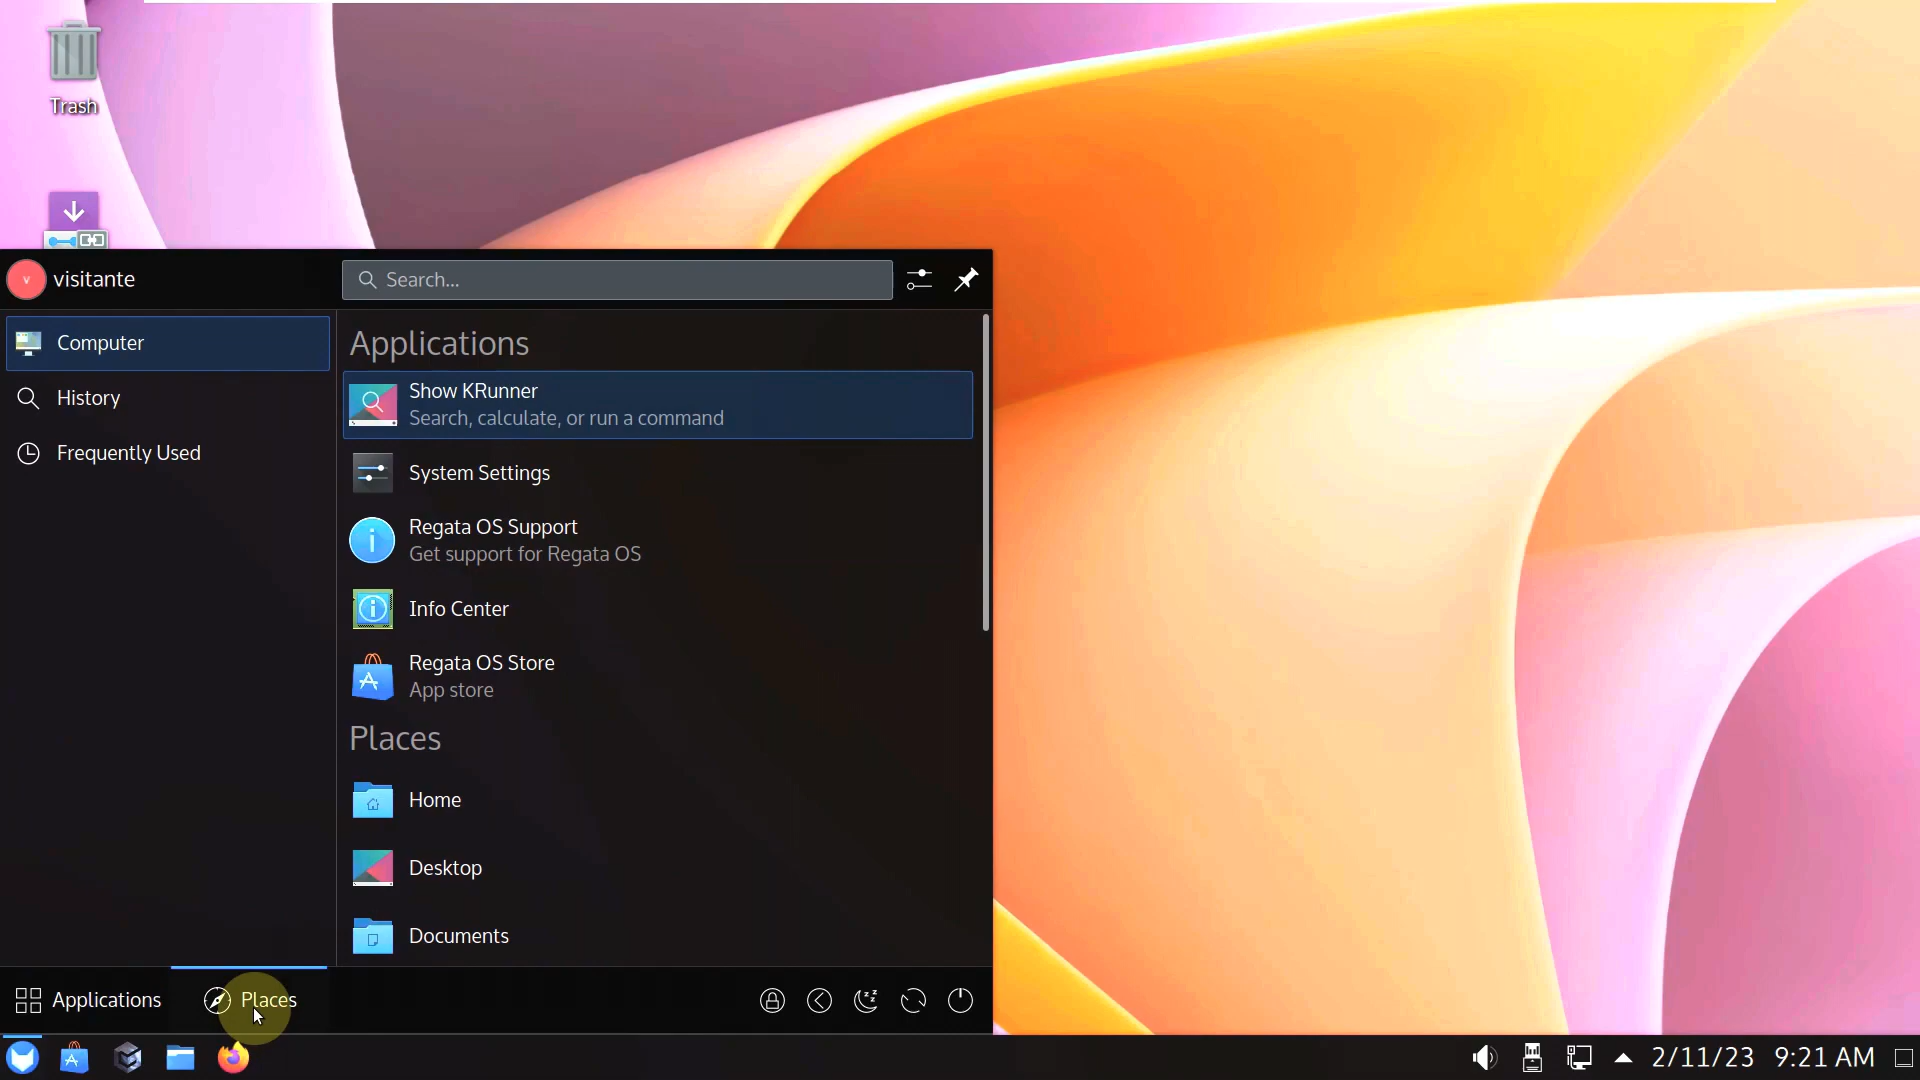 Trash
v
visitante
Search...
Computer
History
Frequently Used
Applications
Show KRunner
Search, calculate, or run a command
System Settings
Regata OS Support
Get support for Regata OS
Info Center
Regata OS Store
App store
Places
Home
Desktop
Documents
Applications
Places
2/11/23 9:21 AM